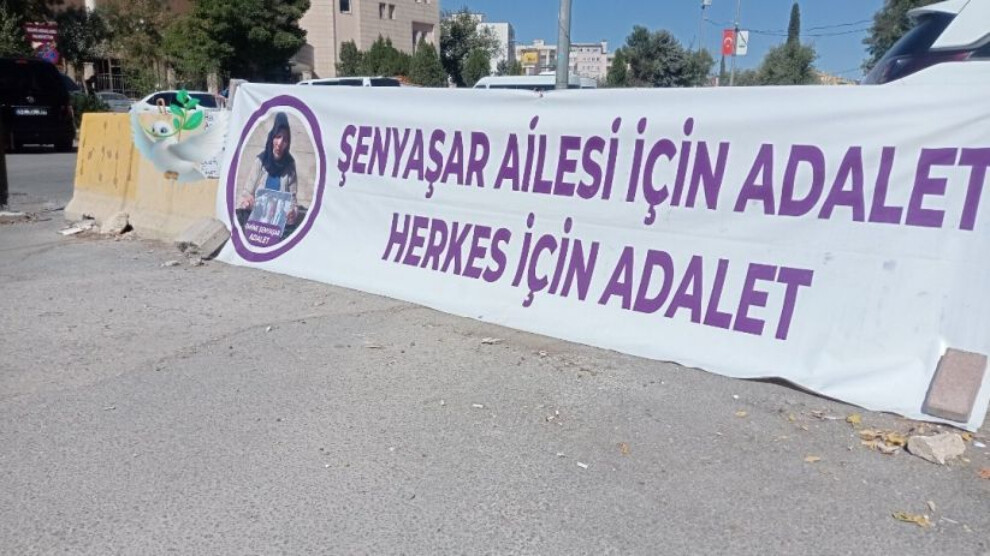 ŞENYAŞAR AİLESİ İÇİN ADALET
HERKES İÇİN ADALET
EMİNE ŞENYAŞAR
ADALET